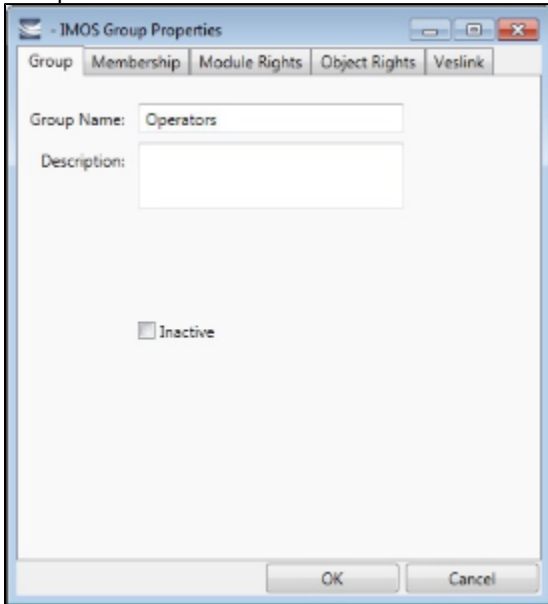 - IMOS Group Properties
Group Membership Module Rights Object Rights Veslink
Group Name: Operators
Description:
Inactive
OK Cancel